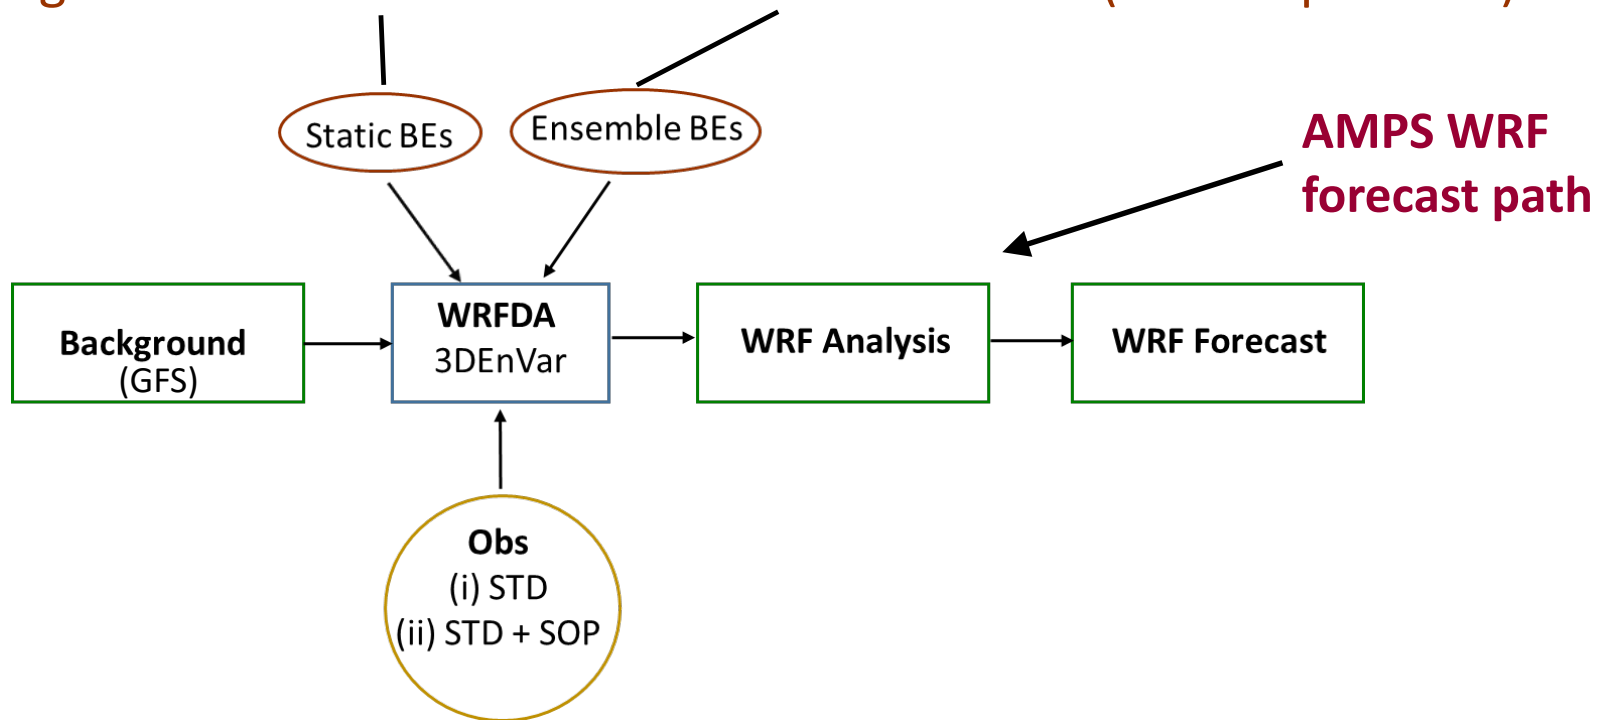 Static BEs
Ensemble BEs
AMPS WRF
forecast path
Background
(GFS)
WRFDA
3DEnVar
WRF Analysis
WRF Forecast
Obs
(i) STD
(ii) STD + SOP